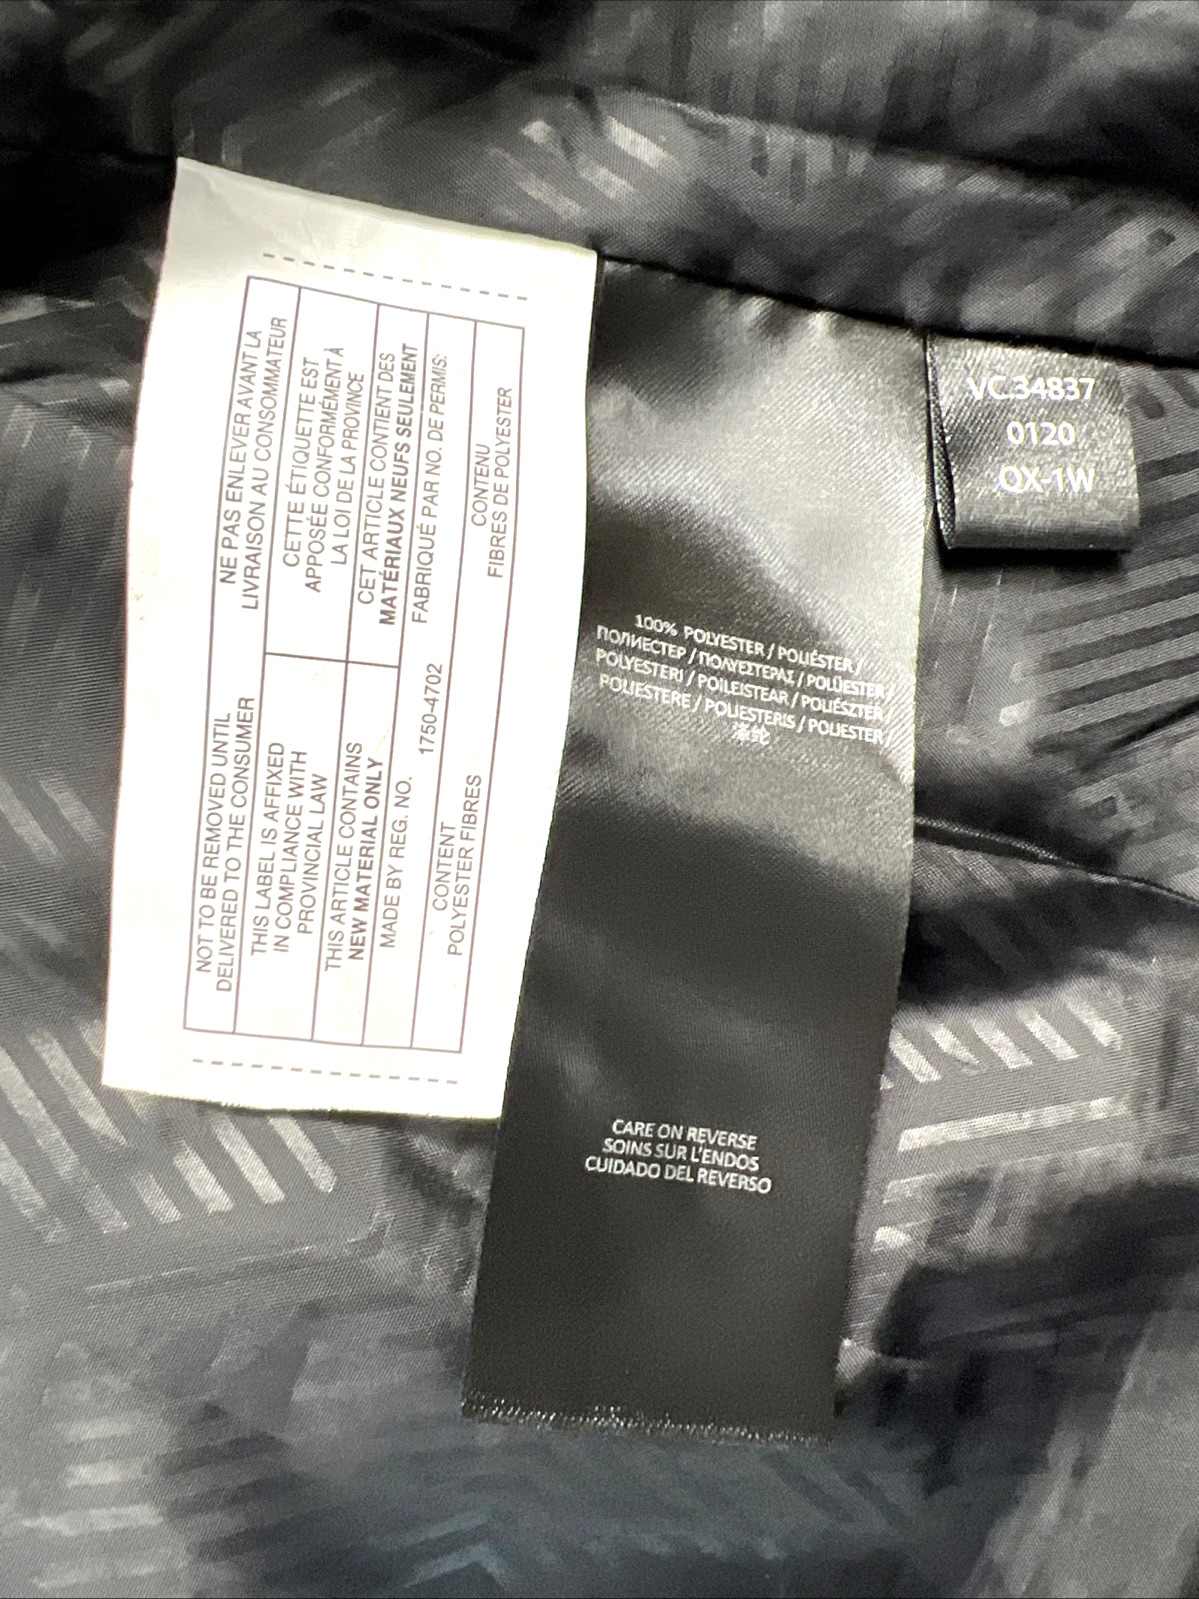 NE PAS ENLEVER AVANT LA
LIVRAISON AU CONSOMMATEUR
CETTE ÉTIQUETTE EST
APPOSÉE CONFORMÉMENT À
LA LOI DE LA PROVINCE
CET ARTICLE CONTIENT DES
MATÉRIAUX NEUFS SEULEMENT
FABRIQUÉ PAR NO. DE PERMIS:
CONTENU
FIBRES DE POLYESTER
NOT TO BE REMOVED UNTIL
DELIVERED TO THE CONSUMER
THIS LABEL IS AFFIXED
IN COMPLIANCE WITH
PROVINCIAL LAW
THIS ARTICLE CONTAINS
NEW MATERIAL ONLY
MADE BY REG. NO. 1750-4702
CONTENT
POLYESTER FIBRES
100% POLYESTER / POLIÉSTER /
ПОЛИЕСТЕР / ΠΟΛΥΕΣΤΕΡΑΣ / POLÜESTER /
POLYESTERI / POILEISTEAR / POLIÉSZTER /
POLIESTERE / POLIESTERIS / POLJESTER /
CARE ON REVERSE
SOINS SUR L'ENDOS
CUIDADO DEL REVERSO
VC.34837
0120
QX-1W